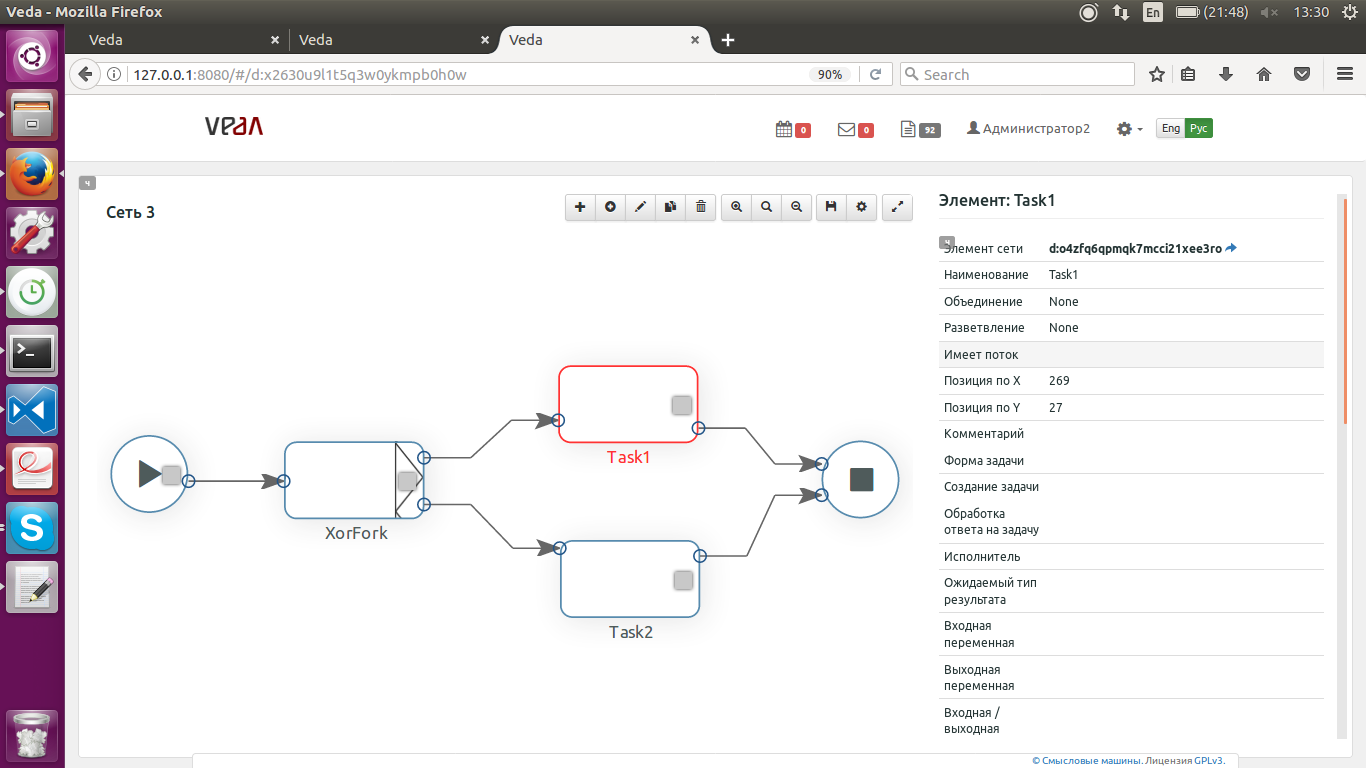 Veda - Mozilla Firefox
En
(21:48)
13:30
Veda
Veda
Veda
127.0.0.1:8080/#/d:x2630u9l1t5q3w0ykmpb0h0w
90%
Search
veda
0
0
92
Администратор2
Eng
Рус
ч
Сеть 3
Элемент: Task1
ч
Элемент сети d:o4zfq6qpmqk7mcci21xee3ro
Наименование Task1
Объединение None
Разветвление None
Имеет поток
Позиция по X 269
Позиция по Y 27
Комментарий
Форма задачи
Создание задачи
Обработка
ответа на задачу
Исполнитель
Ожидаемый тип
результата
Входная
переменная
Выходная
переменная
Входная /
выходная
Task1
XorFork
Task2
© Смысловые машины. Лицензия GPLv3.